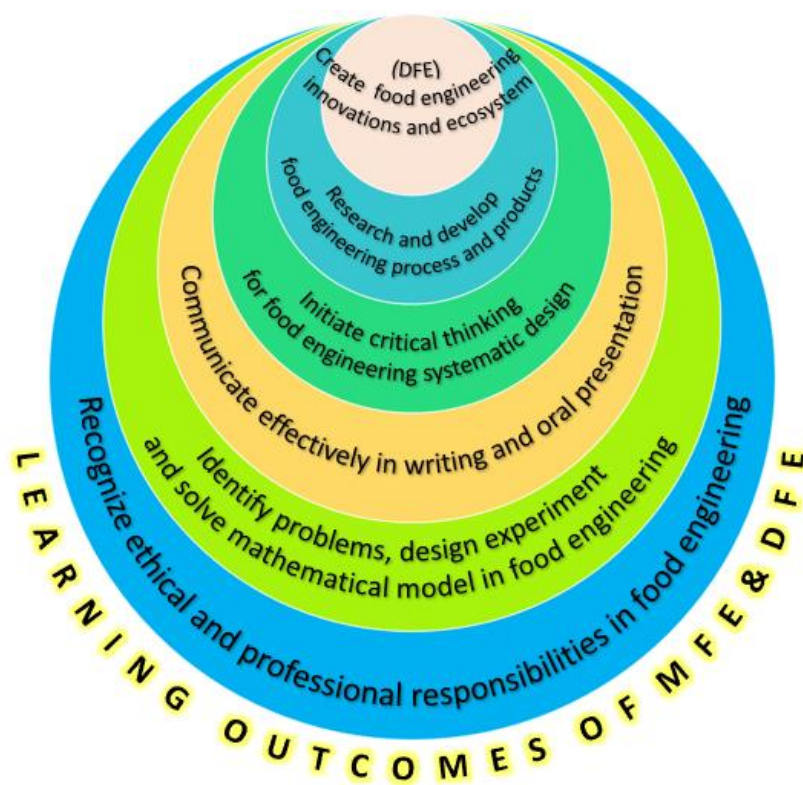 (DFE)
Create food engineering
innovations and ecosystem
Research and develop
food engineering process and products
Initiate critical thinking
for food engineering systematic design
Communicate effectively in writing and oral presentation
Identify problems, design experiment
and solve mathematical model in food engineering
Recognize ethical and professional responsibilities in food engineering
LEARNING OUTCOMES OF MFE & DFE